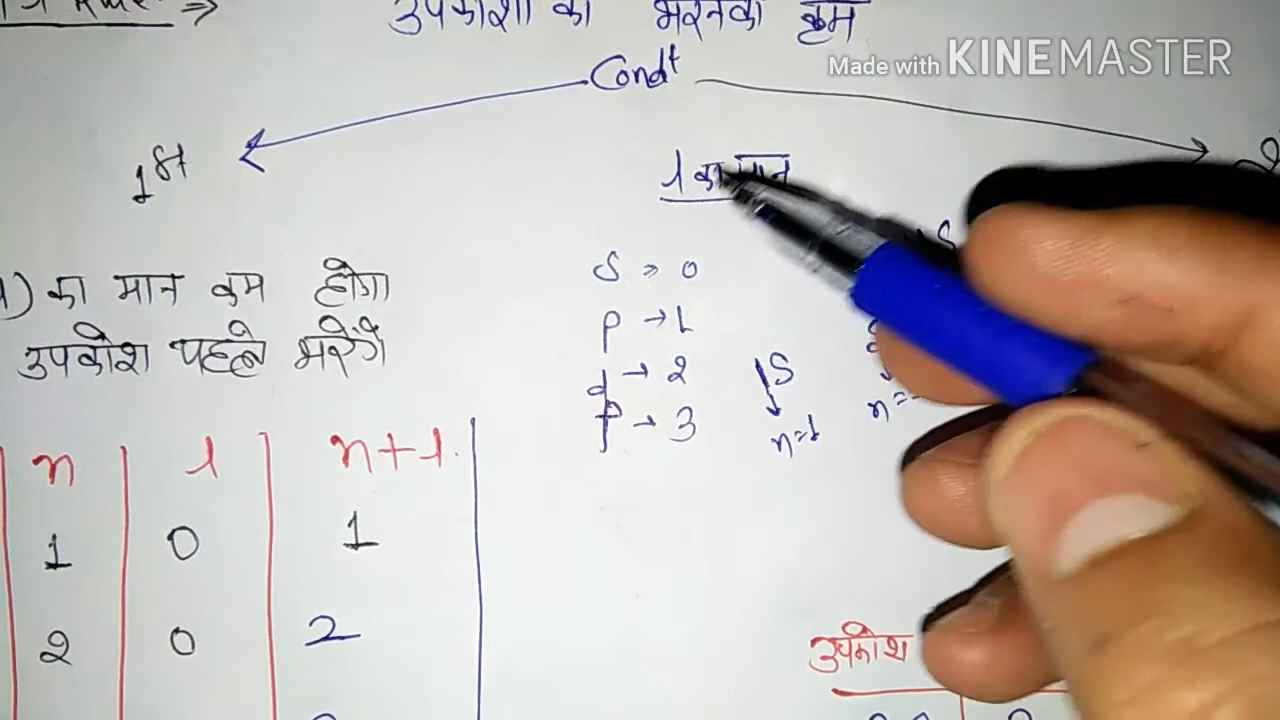 उपकोशों को भरने का क्रम
Made with KINEMASTER
Condt
1st
l का मान
S → 0
p → 1
d → 2
f → 3
1S
n=1
n=
का मान कम होगा
उपकोश पहले भरेंगे
n l n+l
1 0 1
2 0 2
उपकोश